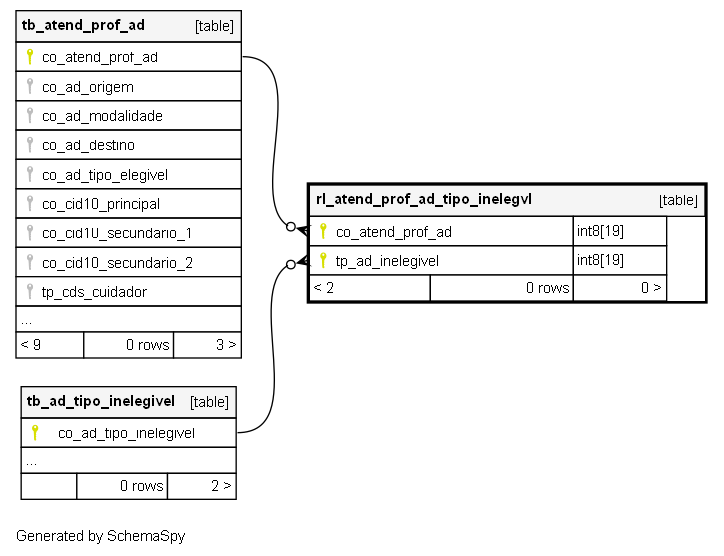 tb_atend_prof_ad [table]
co_atend_prof_ad
co_ad_origem
co_ad_modalidade
co_ad_destino
co_ad_tipo_elegivel
co_cid10_principal
co_cid10_secundario_1
co_cid10_secundario_2
tp_cds_cuidador
...
< 9 0 rows 3 >
rl_atend_prof_ad_tipo_inelegvl [table]
co_atend_prof_ad int8[19]
tp_ad_inelegivel int8[19]
< 2 0 rows 0 >
tb_ad_tipo_inelegivel [table]
co_ad_tipo_inelegivel
...
0 rows 2 >
Generated by SchemaSpy